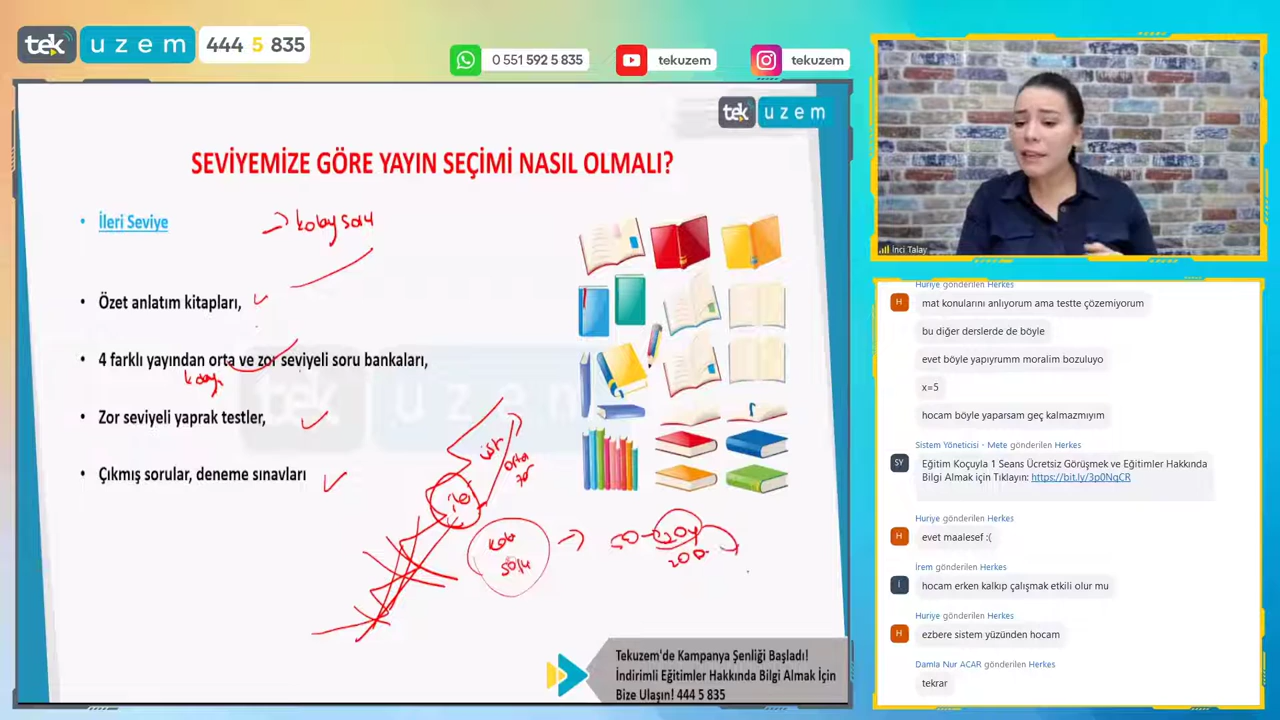 tek uzem 444 5 835
0 551 592 5 835
tekuzem
tekuzem
tek uzem
SEVİYEMİZE GÖRE YAYIN SEÇİMİ NASIL OLMALI?
• İleri Seviye
kolay soru
• Özet anlatım kitapları,
• 4 farklı yayından orta ve zor seviyeli soru bankaları,
kolay
• Zor seviyeli yaprak testler,
• Çıkmış sorular, deneme sınavları
orta
zor
soru
tek uzem
Tekuzem'de Kampanya Şenliği Başladı!
İndirimli Eğitimler Hakkında Bilgi Almak İçin
Bize Ulaşın! 444 5 835
İnci Talay
Huriye gönderilen Herkes
H
mat konularını anlıyorum ama testte çözemiyorum
bu diğer derslerde de böyle
evet böyle yapıyrumm moralim bozuluyo
x=5
hocam böyle yaparsam geç kalmazmıyım
Sistem Yöneticisi - Mete gönderilen Herkes
SY
Eğitim Koçuyla 1 Seans Ücretsiz Görüşmek ve Eğitimler Hakkında
Bilgi Almak için Tıklayın: https://bit.ly/3p0NqCR
Huriye gönderilen Herkes
H
evet maalesef :(
İrem gönderilen Herkes
İ
hocam erken kalkıp çalışmak etkili olur mu
Huriye gönderilen Herkes
H
ezbere sistem yüzünden hocam
Damla Nur ACAR gönderilen Herkes
tekrar